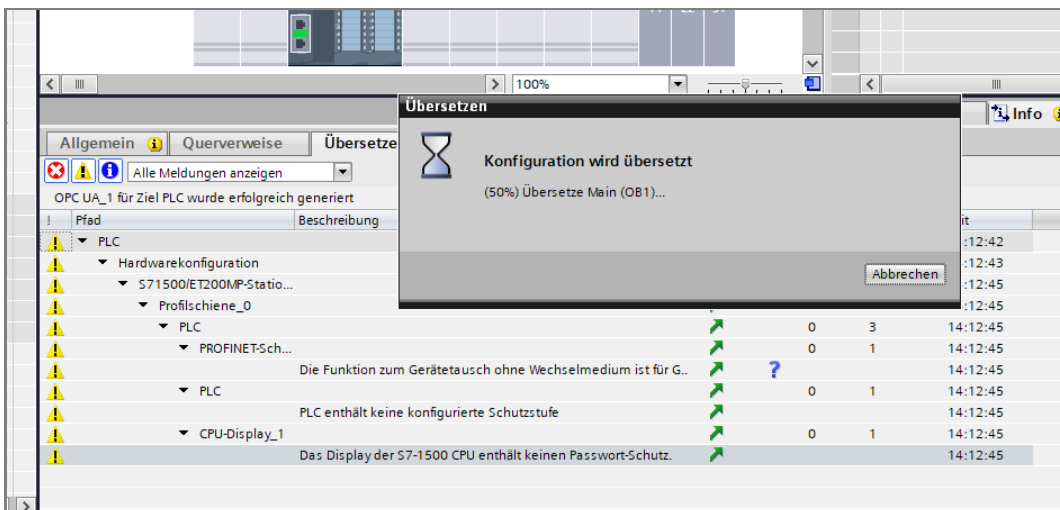 100%
Übersetzen
Info
Allgemein Querverweise
Konfiguration wird übersetzt
Alle Meldungen anzeigen
(50%) Übersetze Main (OB1)...
OPC UA_1 für Ziel PLC wurde erfolgreich generiert
! Pfad Beschreibung
PLC :12:42
Hardwarekonfiguration :12:43
Abbrechen
S71500/ET200MP-Statio... :12:45
Profilschiene_0 :12:45
PLC 0 3 14:12:45
PROFINET-Sch... 0 1 14:12:45
Die Funktion zum Gerätetausch ohne Wechselmedium ist für G.. ? 14:12:45
PLC 0 1 14:12:45
PLC enthält keine konfigurierte Schutzstufe 14:12:45
CPU-Display_1 0 1 14:12:45
Das Display der S7-1500 CPU enthält keinen Passwort-Schutz. 14:12:45